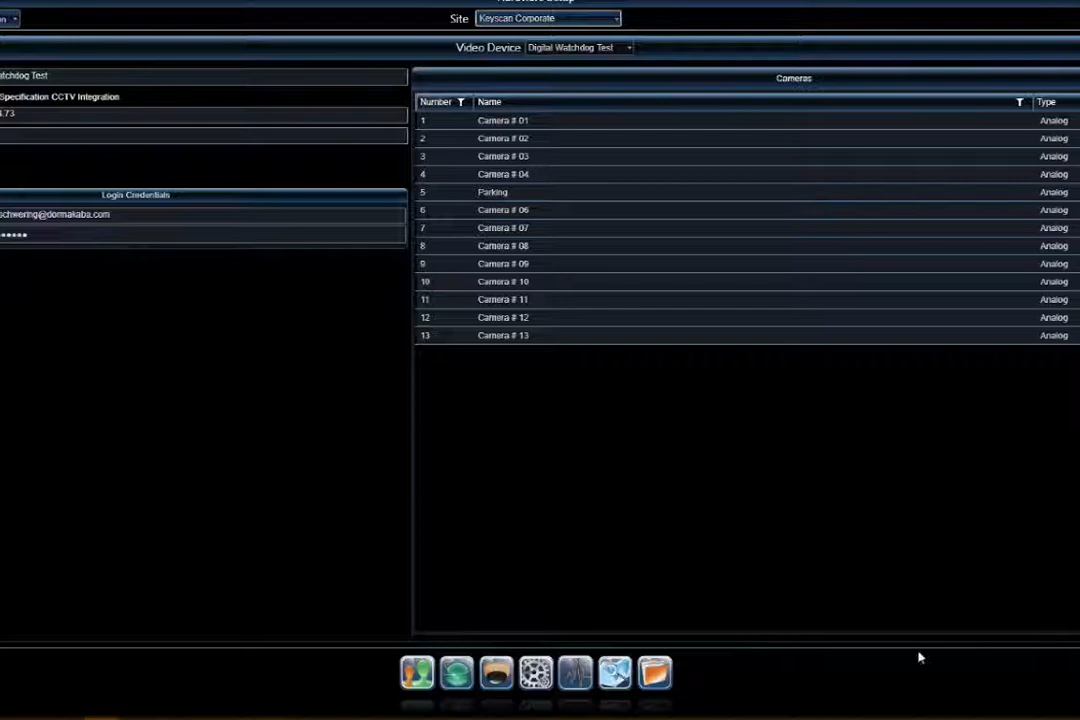 Site Keyscan Corporate
Video Device Digital Watchdog Test
atchdog Test
Specification CCTV Integration
.73
Login Credentials
schwering@dormakaba.com
Cameras
Number Name Type
1 Camera # 01 Analog
2 Camera # 02 Analog
3 Camera # 03 Analog
4 Camera # 04 Analog
5 Parking Analog
6 Camera # 06 Analog
7 Camera # 07 Analog
8 Camera # 08 Analog
9 Camera # 09 Analog
10 Camera # 10 Analog
11 Camera # 11 Analog
12 Camera # 12 Analog
13 Camera # 13 Analog